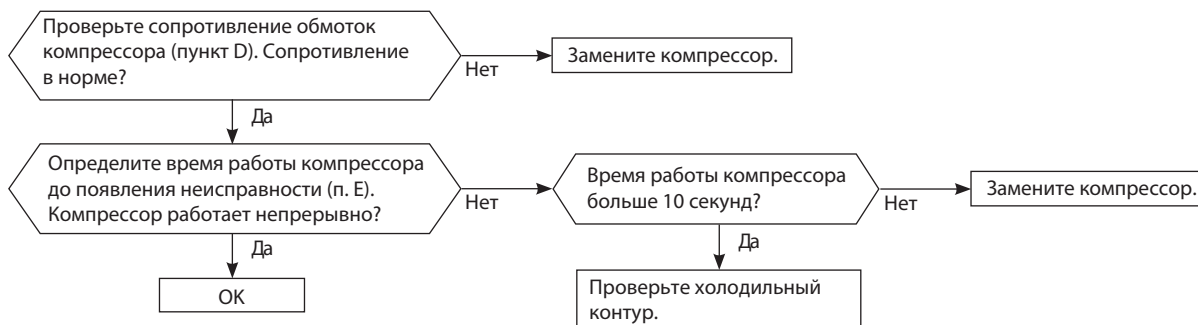 Проверьте сопротивление обмоток
компрессора (пункт D). Сопротивление
в норме?
Нет
Замените компрессор.
Да
Определите время работы компрессора
до появления неисправности (п. E).
Компрессор работает непрерывно?
Нет
Время работы компрессора
больше 10 секунд?
Нет
Замените компрессор.
Да
OK
Да
Проверьте холодильный
контур.